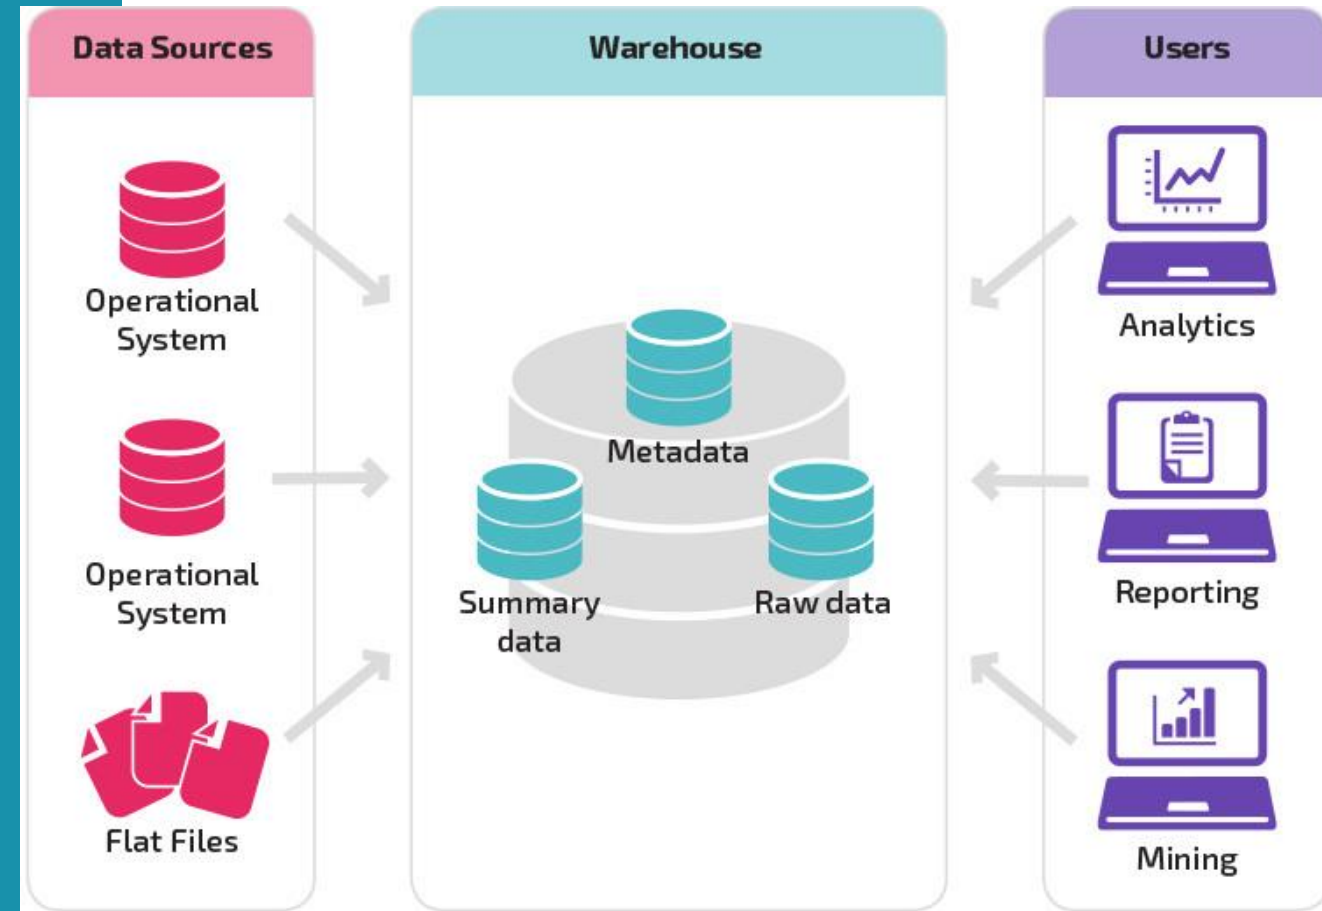 Data Sources
Operational
System
Operational
System
Flat Files
Warehouse
Metadata
Summary
data
Raw data
Users
Analytics
Reporting
Mining